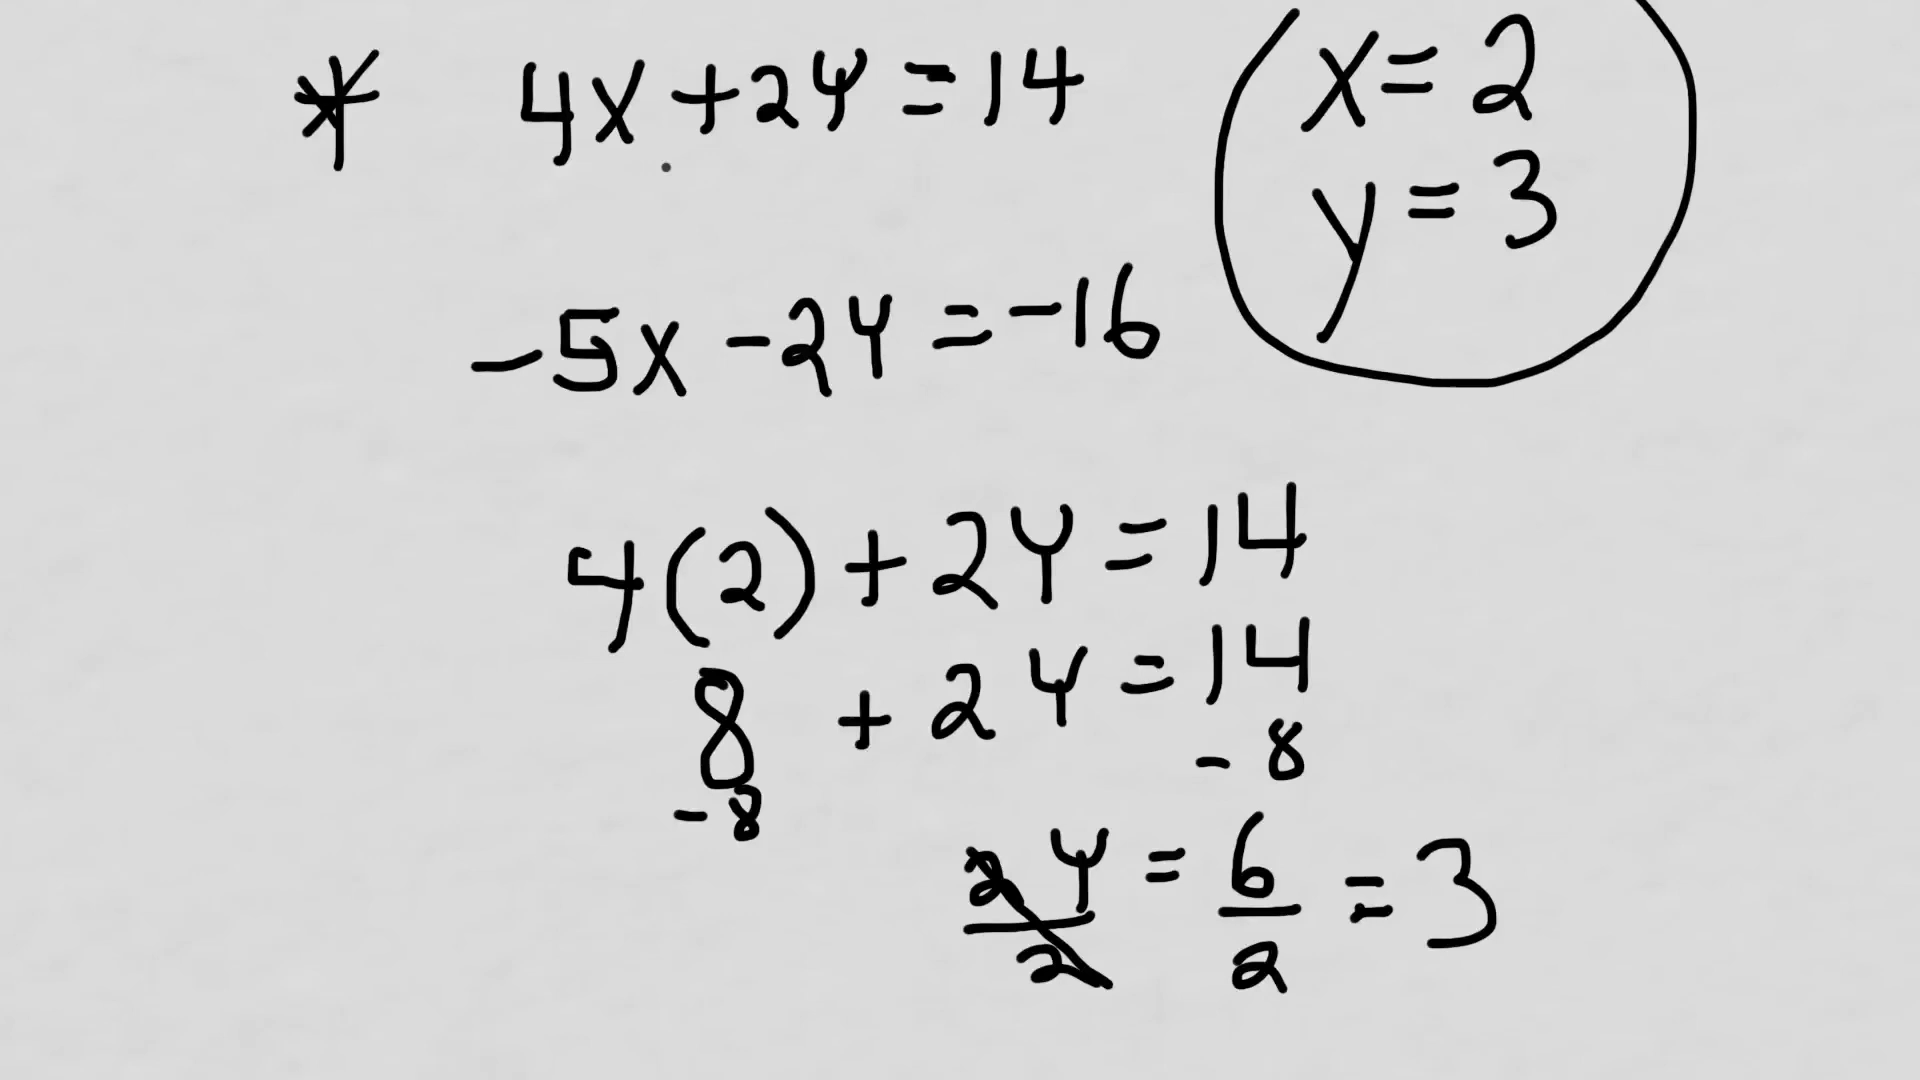 * 4x + 2y = 14
x = 2
y = 3
-5x - 2y = -16
4(2) + 2y = 14
8 + 2y = 14
-8 -8
2y/2 = 6/2 = 3